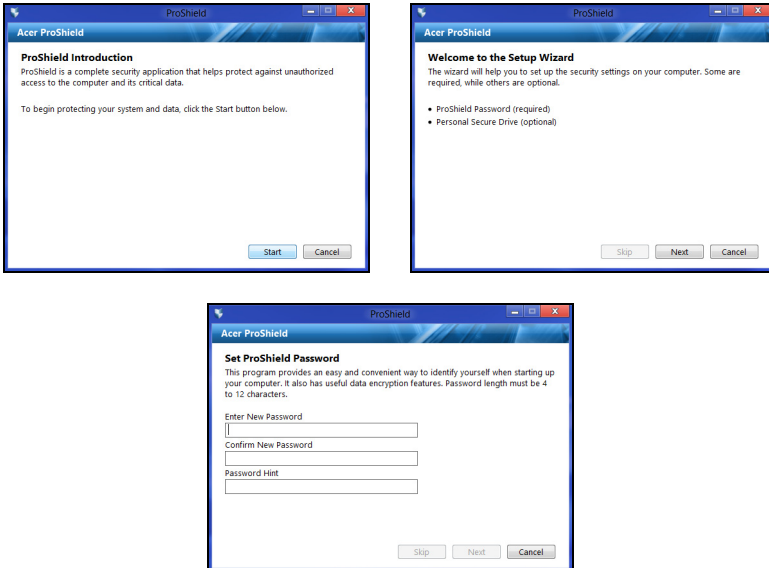 ProShield
Acer ProShield
ProShield Introduction
ProShield is a complete security application that helps protect against unauthorized
access to the computer and its critical data.
To begin protecting your system and data, click the Start button below.
Start Cancel
ProShield
Acer ProShield
Welcome to the Setup Wizard
The wizard will help you to set up the security settings on your computer. Some are
required, while others are optional.
• ProShield Password (required)
• Personal Secure Drive (optional)
Skip Next Cancel
ProShield
Acer ProShield
Set ProShield Password
This program provides an easy and convenient way to identify yourself when starting up
your computer. It also has useful data encryption features. Password length must be 4
to 12 characters.
Enter New Password
Confirm New Password
Password Hint
Skip Next Cancel